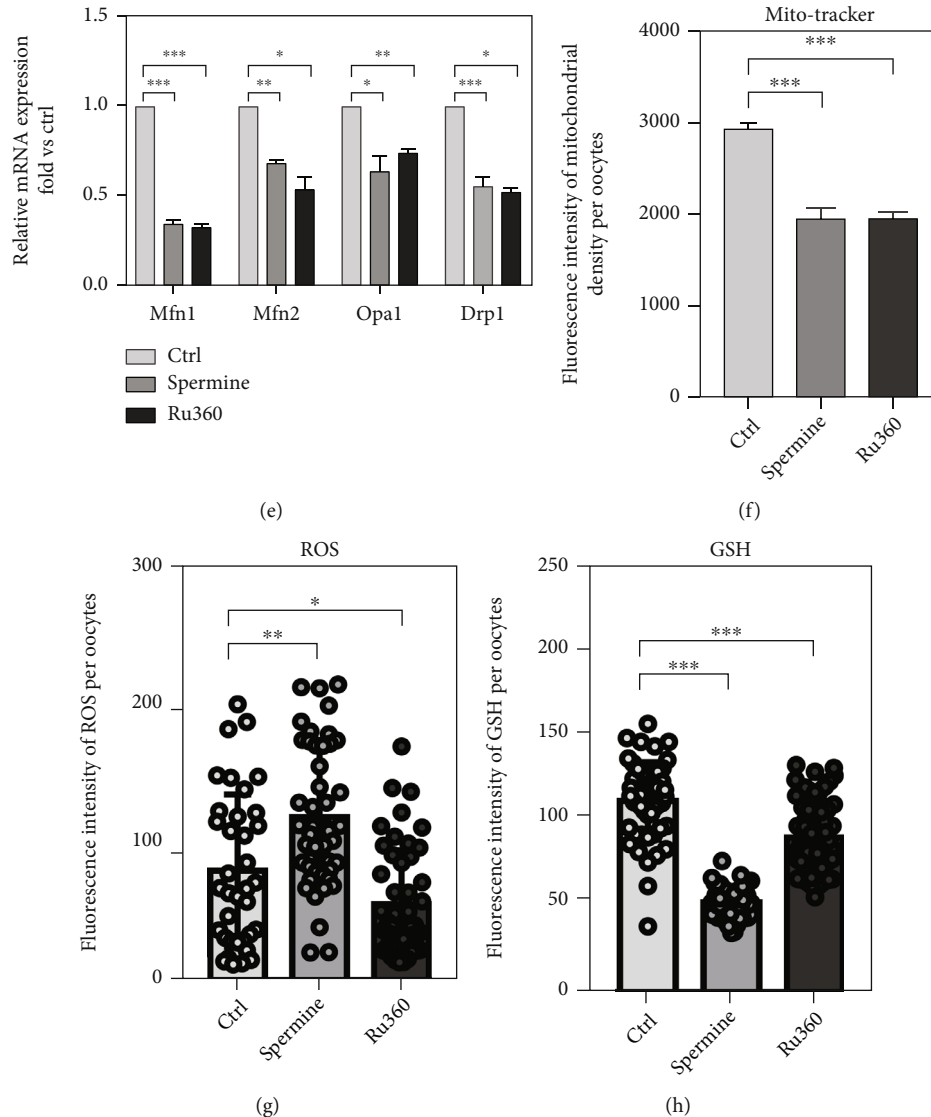 1.5
1.0
0.5
0.0
Relative mRNA expression
fold vs ctrl
***
***
*
**
**
*
*
***
Mfn1 Mfn2 Opa1 Drp1
Ctrl
Spermine
Ru360
(e)
Mito-tracker
4000
3000
2000
1000
0
Fluorescence intensity of mitochondrial
density per oocytes
***
***
Ctrl
Spermine
Ru360
(f)
ROS
300
200
100
0
Fluorescence intensity of ROS per oocytes
*
**
Ctrl
Spermine
Ru360
(g)
GSH
250
200
150
100
50
0
Fluorescence intensity of GSH per oocytes
***
***
Ctrl
Spermine
Ru360
(h)